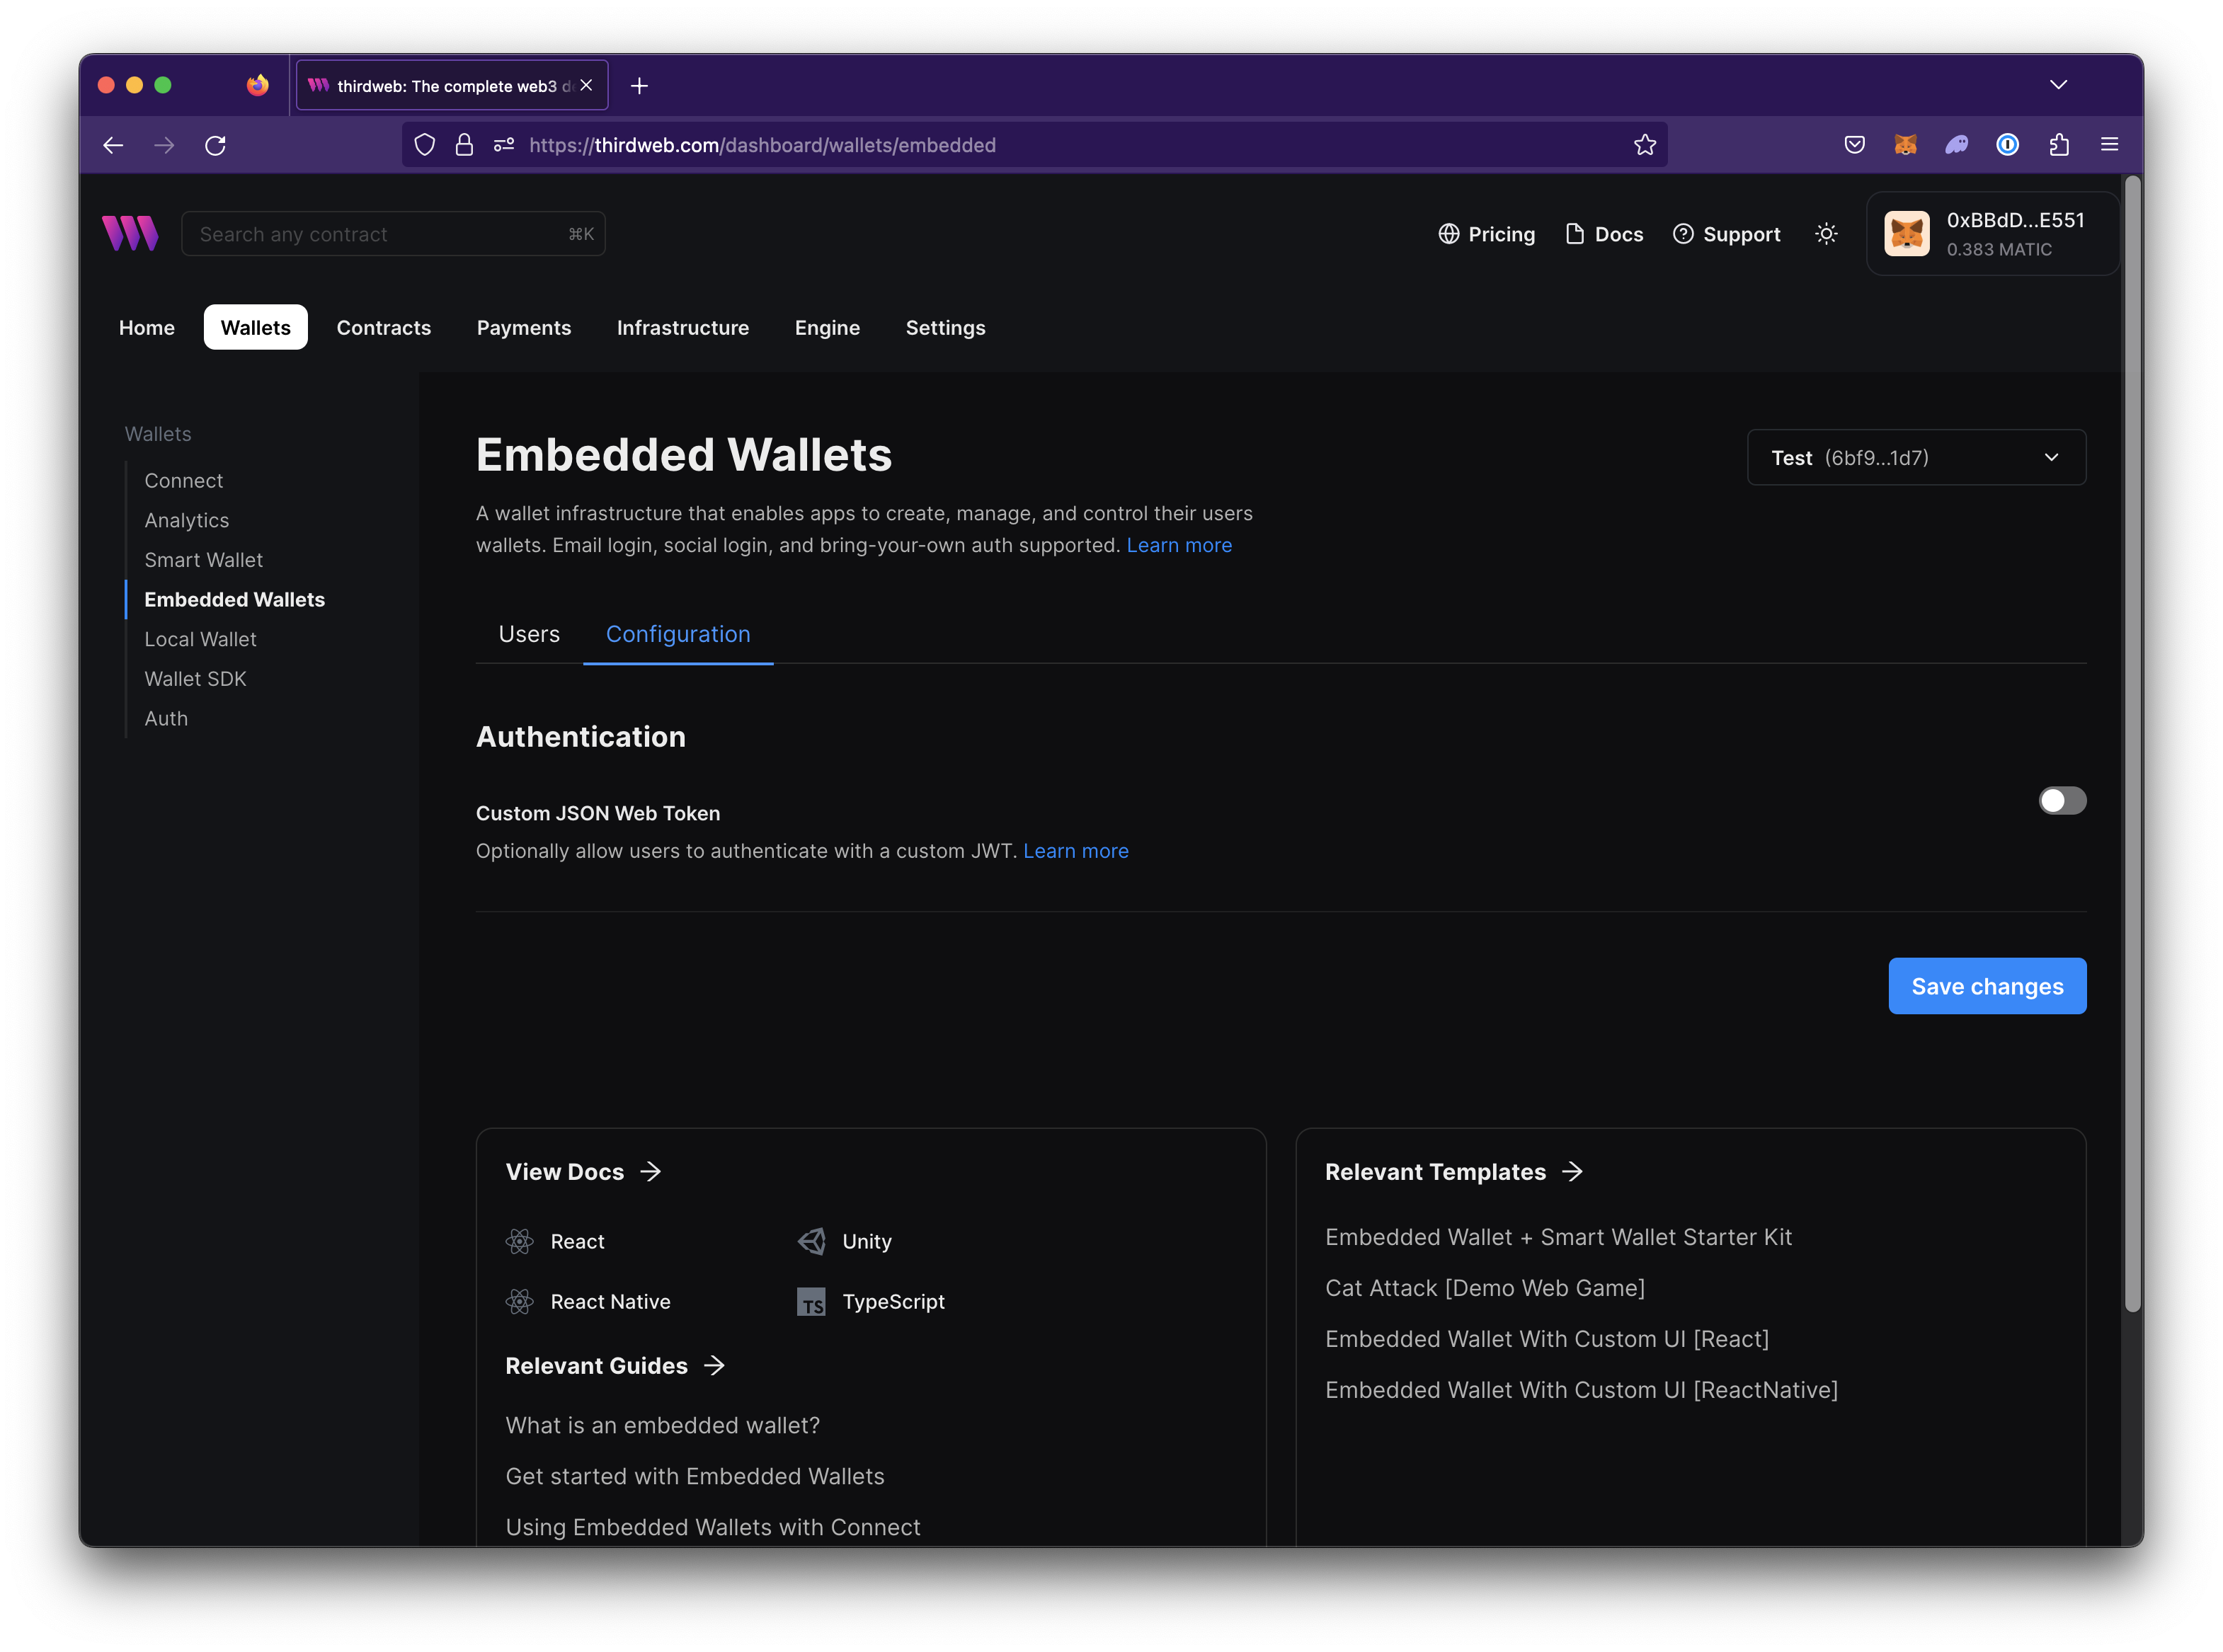 thirdweb: The complete web3 d
https://thirdweb.com/dashboard/wallets/embedded
Search any contract ⌘K
Pricing
Docs
Support
0xBBdD...E551
0.383 MATIC
Home
Wallets
Contracts
Payments
Infrastructure
Engine
Settings
Wallets
Connect
Analytics
Smart Wallet
Embedded Wallets
Local Wallet
Wallet SDK
Auth
Embedded Wallets
Test (6bf9...1d7)
A wallet infrastructure that enables apps to create, manage, and control their users
wallets. Email login, social login, and bring-your-own auth supported. Learn more
Users
Configuration
Authentication
Custom JSON Web Token
Optionally allow users to authenticate with a custom JWT. Learn more
Save changes
View Docs
React
Unity
React Native
TS TypeScript
Relevant Guides
What is an embedded wallet?
Get started with Embedded Wallets
Using Embedded Wallets with Connect
Relevant Templates
Embedded Wallet + Smart Wallet Starter Kit
Cat Attack [Demo Web Game]
Embedded Wallet With Custom UI [React]
Embedded Wallet With Custom UI [ReactNative]